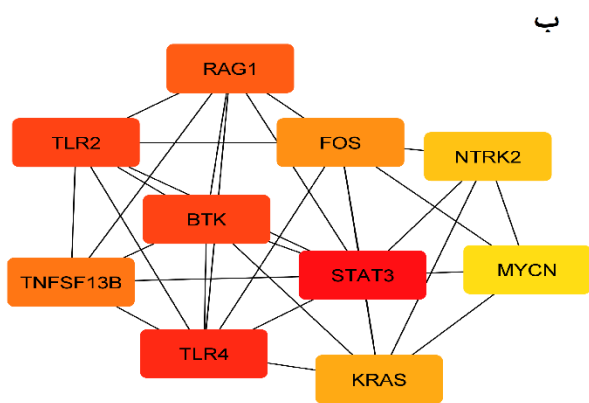 ب
RAG1
TLR2
FOS
NTRK2
BTK
TNFSF13B
STAT3
MYCN
TLR4
KRAS